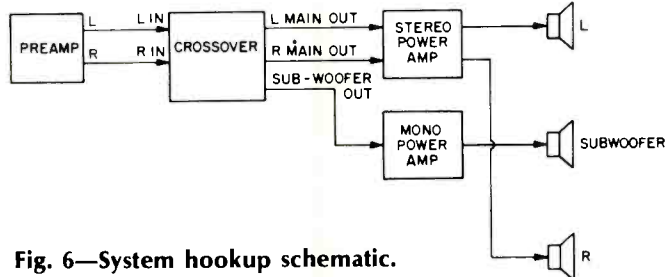 PREAMP
L
R
L IN
R IN
CROSSOVER
L MAIN OUT
R MAIN OUT
SUB-WOOFER
OUT
STEREO
POWER
AMP
MONO
POWER
AMP
L
SUBWOOFER
R
Fig. 6—System hookup schematic.